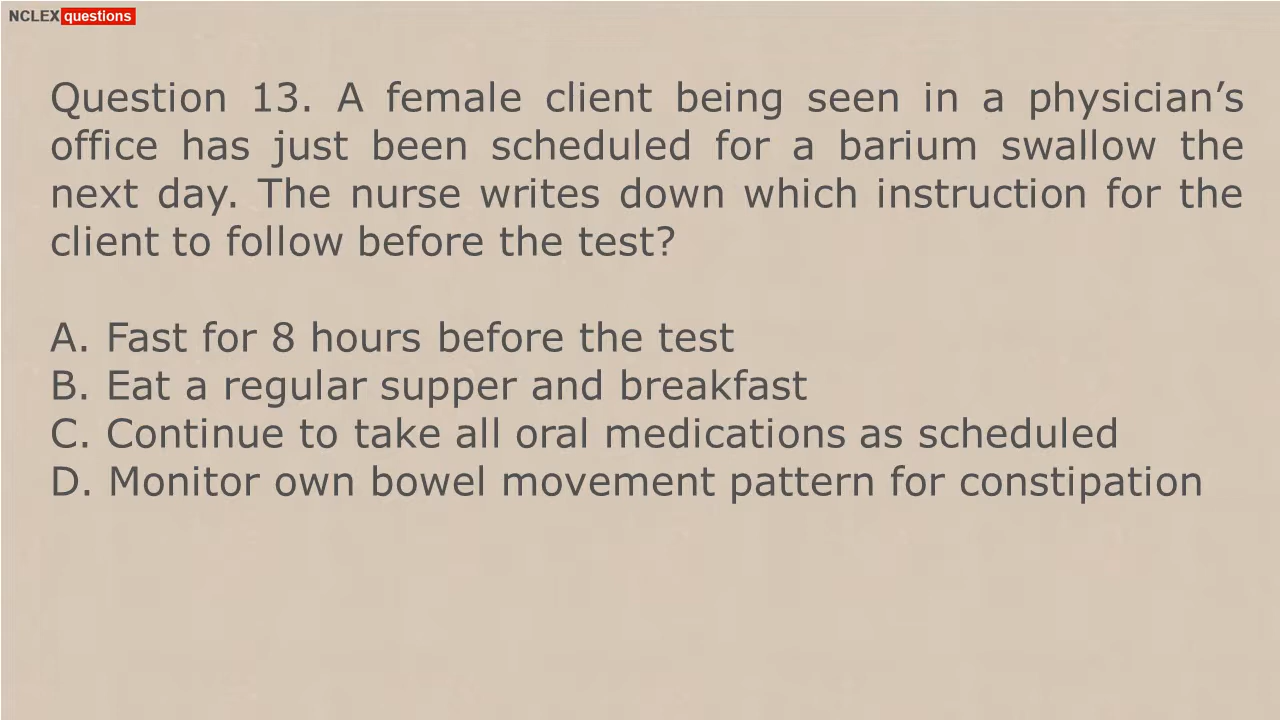 NCLEX questions
Question 13. A female client being seen in a physician’s
office has just been scheduled for a barium swallow the
next day. The nurse writes down which instruction for the
client to follow before the test?
A. Fast for 8 hours before the test
B. Eat a regular supper and breakfast
C. Continue to take all oral medications as scheduled
D. Monitor own bowel movement pattern for constipation